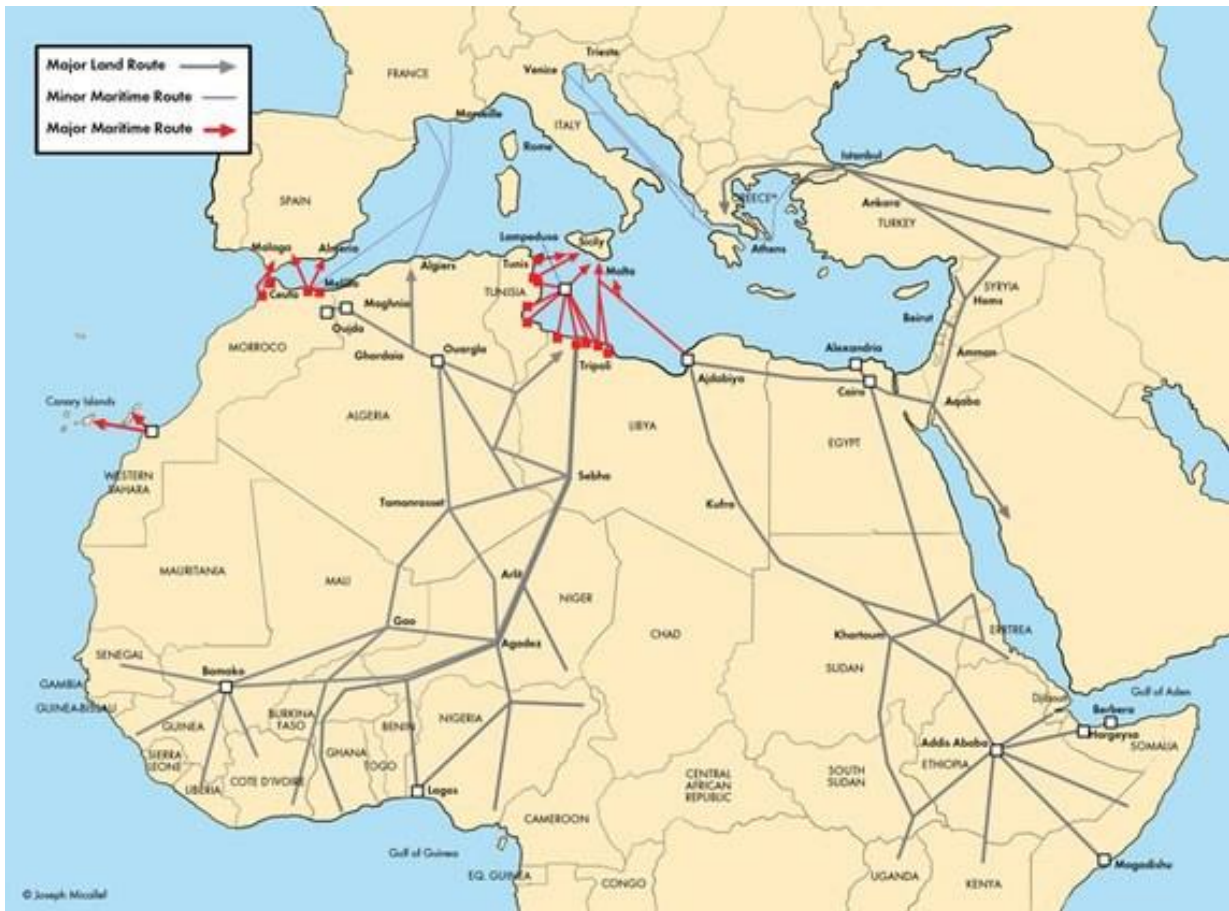 Major Land Route
Minor Maritime Route
Major Maritime Route
FRANCE
Trieste
Venice
Marseille
ITALY
Rome
SPAIN
Istanbul
GREECE
Ankara
TURKEY
Athens
Malaga
Almeria
Lampedusa
Sicily
Algiers
Tunis
Malta
Ceuta
Melilla
TUNISIA
SYRYIA
Homs
Maghnia
Oujda
Beirut
MORROCO
Ghardaia
Ouargla
Tripoli
Alexandria
Amman
Ajdabiya
Cairo
Aqaba
Canary Islands
ALGERIA
LIBYA
EGYPT
WESTERN
SAHARA
Sebha
Tamanrasset
Kufra
MAURITANIA
MALI
Arlit
NIGER
Gao
CHAD
Khartoum
ERITREA
Agadez
SENEGAL
SUDAN
Bamako
GAMBIA
GUINEA-BISSAU
Gulf of Aden
Djibouti
Berbera
GUINEA
BURKINA
FASO
BENIN
NIGERIA
Hargeysa
Addis Ababa
SOMALIA
SIERRA
LEONE
GHANA
TOGO
ETHIOPIA
COTE D'IVOIRE
LIBERIA
Lagos
CENTRAL
AFRICAN
REPUBLIC
SOUTH
SUDAN
CAMEROON
Gulf of Guinea
Mogadishu
EQ. GUINEA
CONGO
UGANDA
KENYA
© Joseph Micallef